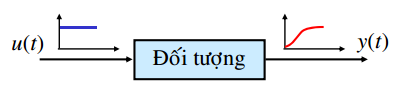 u(t) Đối tượng y(t)